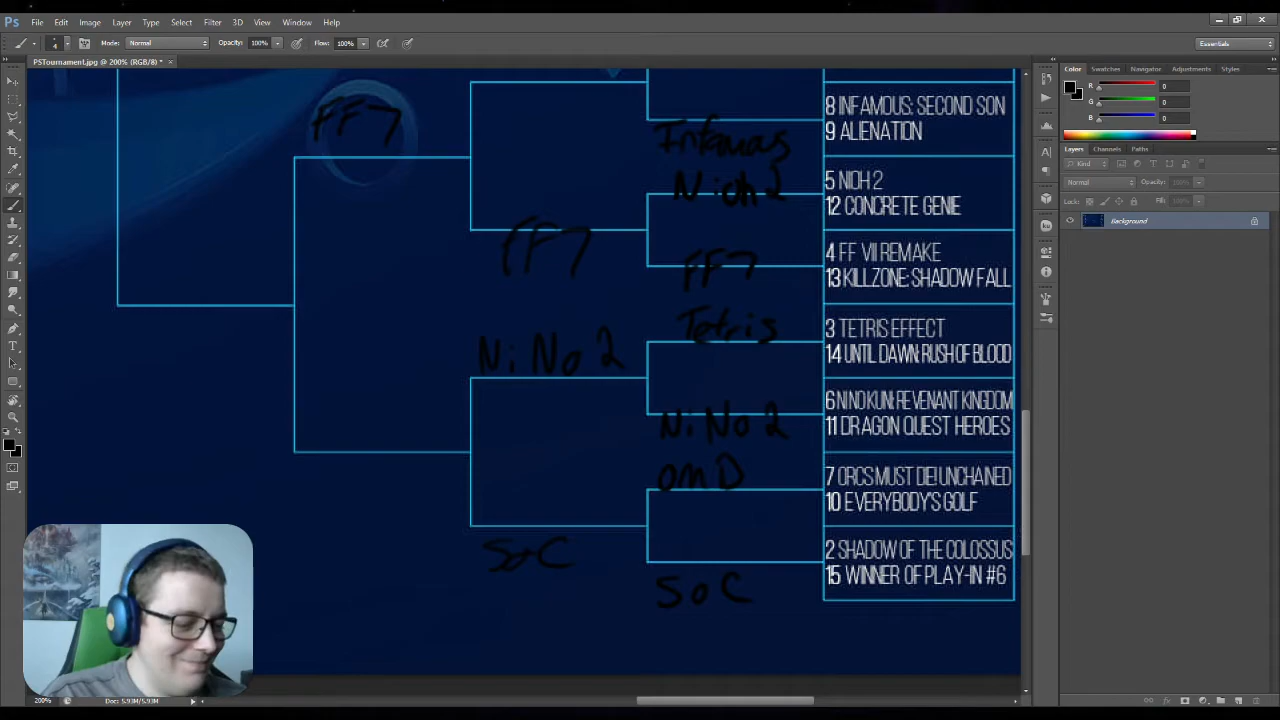 Ps File Edit Image Layer Type Select Filter 3D View Window Help
4 Mode: Normal Opacity: 100% Flow: 100% Essentials
PSTournament.jpg @ 200% (RGB/8) * ×
Color Swatches Navigator Adjustments Styles
R 0
G 0
B 0
Layers Channels Paths
Kind
Normal Opacity: 100%
Lock: Fill: 100%
Background
8 INFAMOUS: SECOND SON
9 ALIENATION
5 NIOH 2
12 CONCRETE GENIE
4 FF VII REMAKE
13 KILLZONE: SHADOW FALL
3 TETRIS EFFECT
14 UNTIL DAWN: RUSH OF BLOOD
6 NI NO KUNI: REVENANT KINGDOM
11 DRAGON QUEST HEROES
7 ORCS MUST DIE! UNCHAINED
10 EVERYBODY'S GOLF
2 SHADOW OF THE COLOSSUS
15 WINNER OF PLAY-IN #6
Infamous
Nioh 2
FF7
Tetris
Ni No 2
OMD
SoC
FF7
Ni No 2
SoC
FF7
200% Doc: 5.93M/5.93M